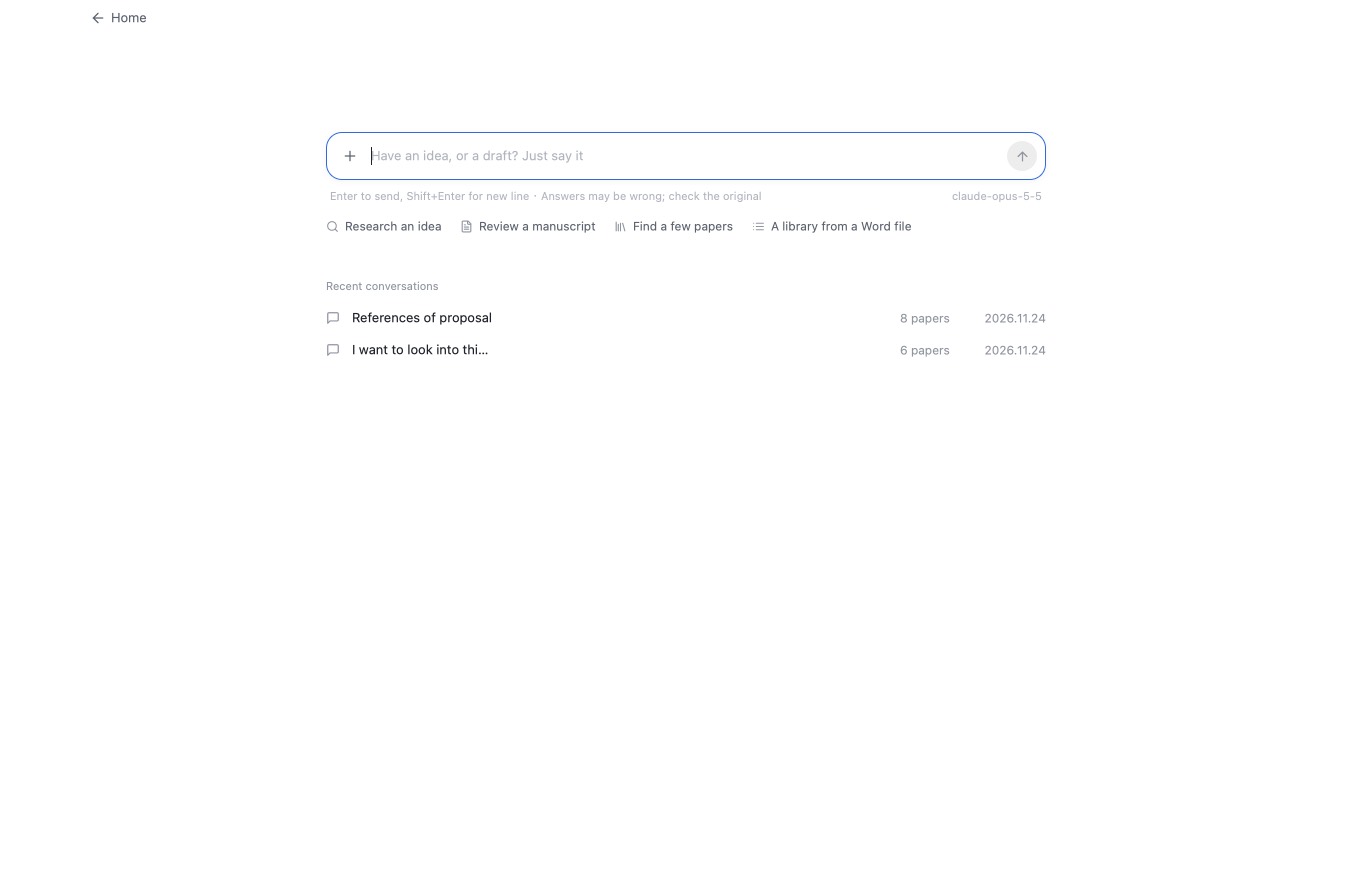 Home
Have an idea, or a draft? Just say it
Enter to send, Shift+Enter for new line · Answers may be wrong; check the original claude-opus-5-5
Research an idea Review a manuscript Find a few papers A library from a Word file
Recent conversations
References of proposal 8 papers 2026.11.24
I want to look into thi... 6 papers 2026.11.24